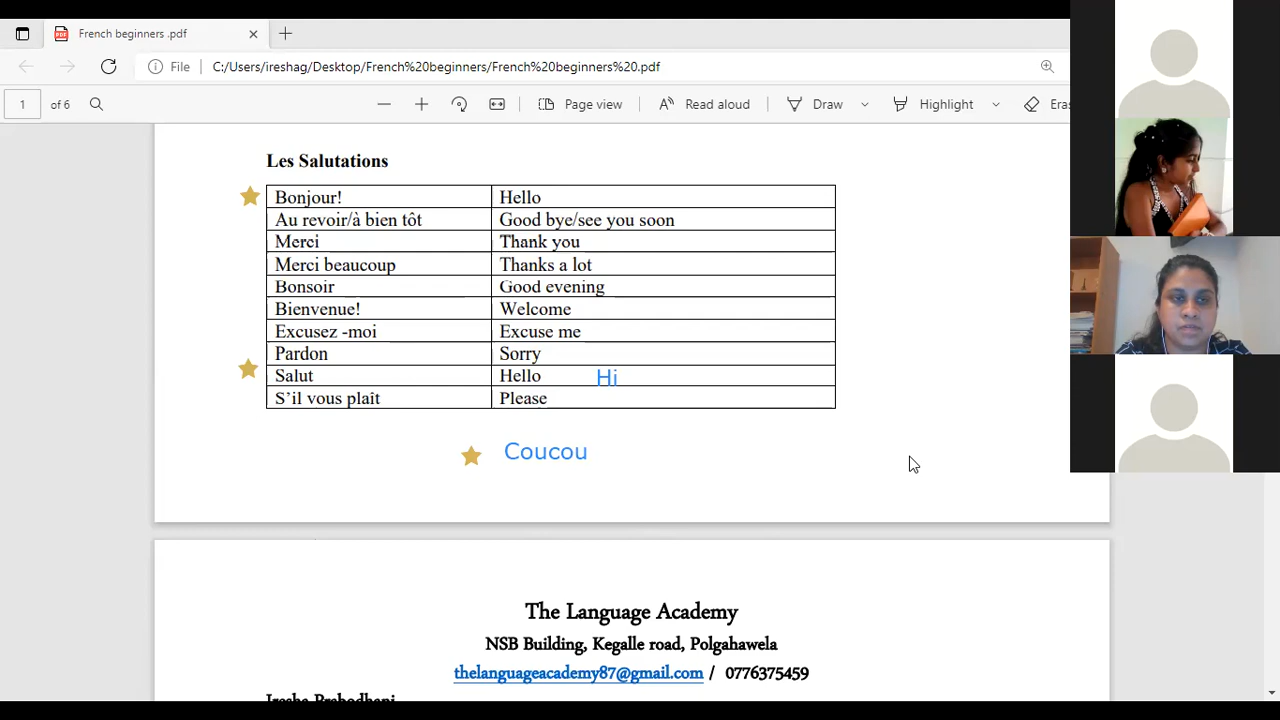 French beginners .pdf
File C:/Users/ireshag/Desktop/French%20beginners/French%20beginners%20.pdf
1 of 6 Page view Read aloud Draw Highlight
Les Salutations
Bonjour! Hello
Au revoir/à bien tôt Good bye/see you soon
Merci Thank you
Merci beaucoup Thanks a lot
Bonsoir Good evening
Bienvenue! Welcome
Excusez -moi Excuse me
Pardon Sorry
Salut Hello Hi
S'il vous plait Please
Coucou
The Language Academy
NSB Building, Kegalle road, Polgahawela
thelanguageacademy87@gmail.com / 0776375459
Iresha Prabodhani